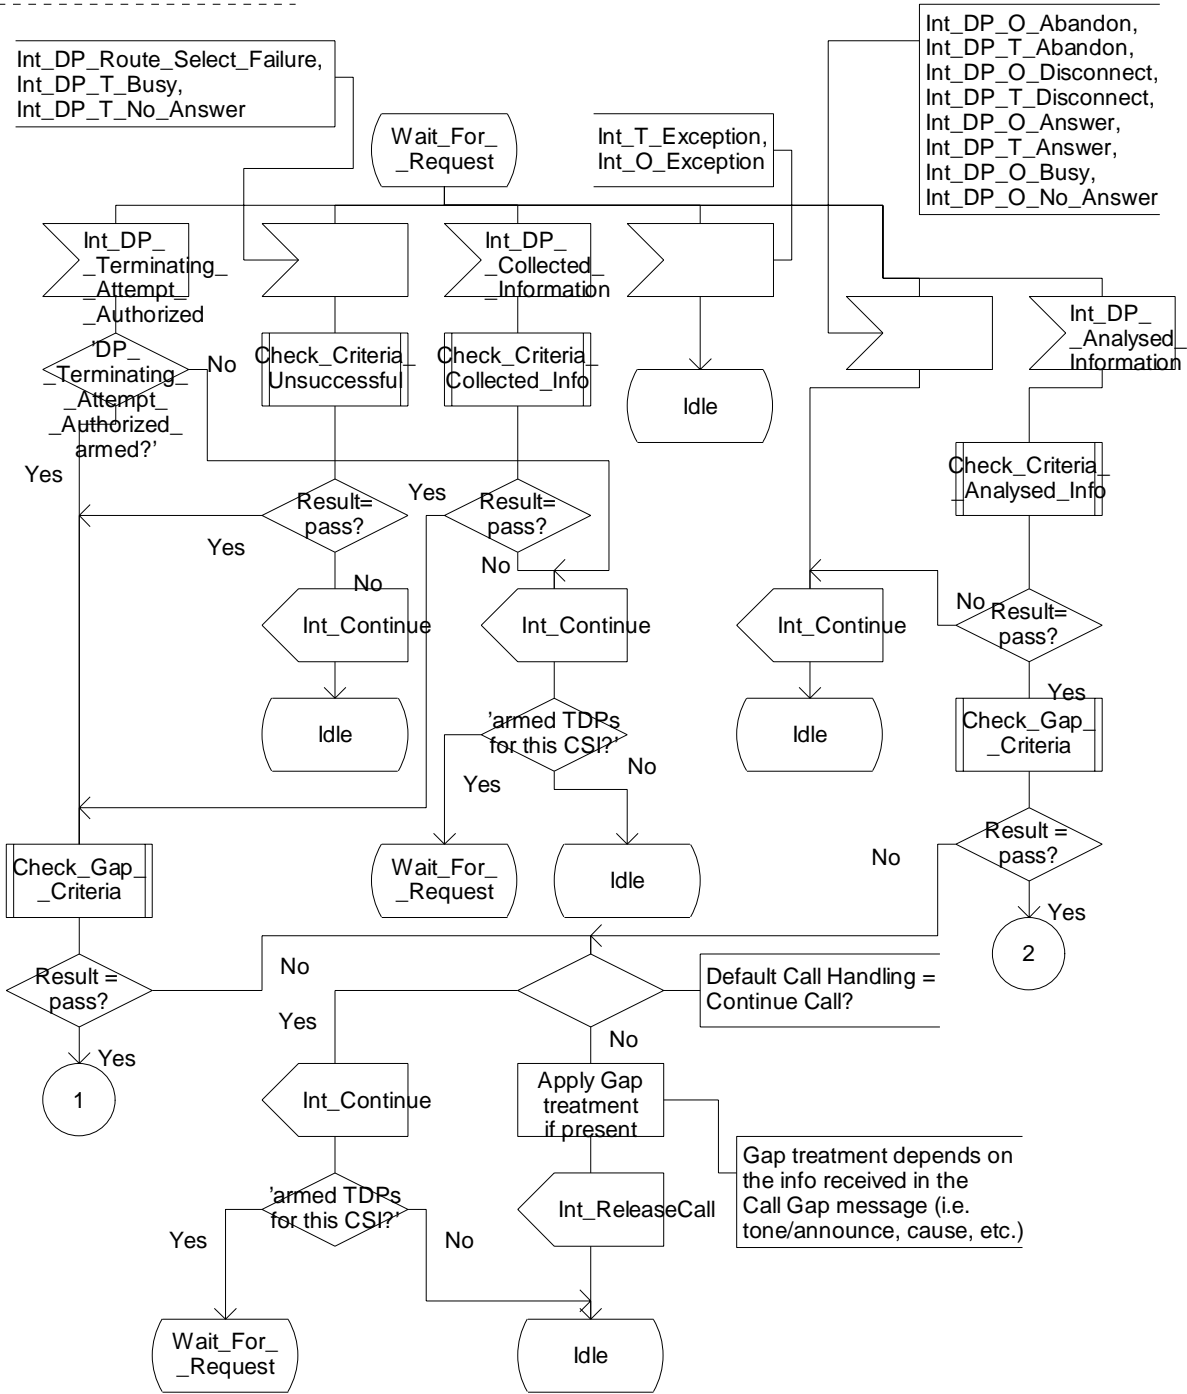 Int_DP_Route_Select_Failure,
Int_DP_T_Busy,
Int_DP_T_No_Answer
Wait_For_
_Request
Int_T_Exception,
Int_O_Exception
Int_DP_O_Abandon,
Int_DP_T_Abandon,
Int_DP_O_Disconnect,
Int_DP_T_Disconnect,
Int_DP_O_Answer,
Int_DP_T_Answer,
Int_DP_O_Busy,
Int_DP_O_No_Answer
Int_DP_
_Terminating_
_Attempt_
_Authorized
Int_DP_
_Collected_
_Information
Int_DP_
_Analysed_
Information
'DP_
_Terminating_
_Attempt_
_Authorized_
armed?'
No
Yes
Check_Criteria_
Unsuccessful
Check_Criteria_
_Collected_Info
Idle
Check_Criteria_
_Analysed_Info
Result=
pass?
Yes
No
Yes
Result=
pass?
No
Int_Continue
Int_Continue
Int_Continue
No
Result=
pass?
Yes
Idle
'armed TDPs
for this CSI?'
Yes
No
Idle
Check_Gap_
_Criteria
Wait_For_
_Request
Idle
No
Result =
pass?
Yes
2
Check_Gap_
_Criteria
Result =
pass?
No
Yes
1
Default Call Handling =
Continue Call?
Yes
No
Int_Continue
Apply Gap
treatment
if present
Gap treatment depends on
the info received in the
Call Gap message (i.e.
tone/announce, cause, etc.)
'armed TDPs
for this CSI?'
Yes
No
Int_ReleaseCall
Wait_For_
_Request
Idle